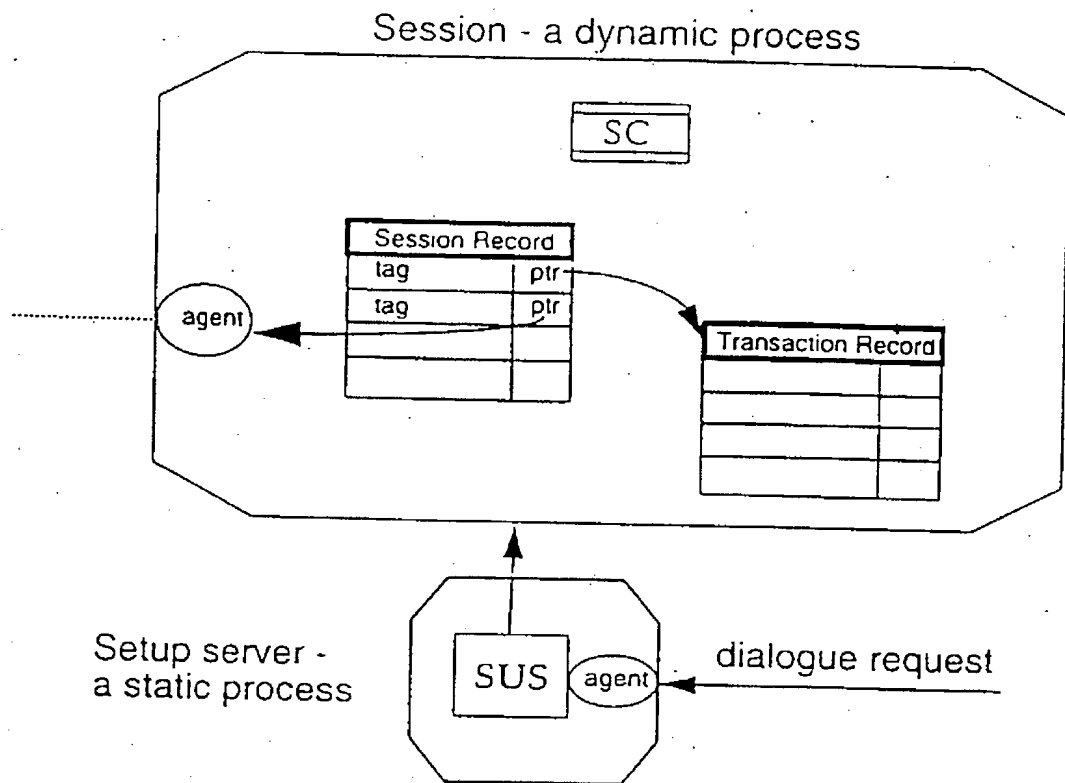 Session - a dynamic process
SC
Session Record
tag ptr
tag ptr
agent
Transaction Record
Setup server -
a static process
SUS
agent
dialogue request